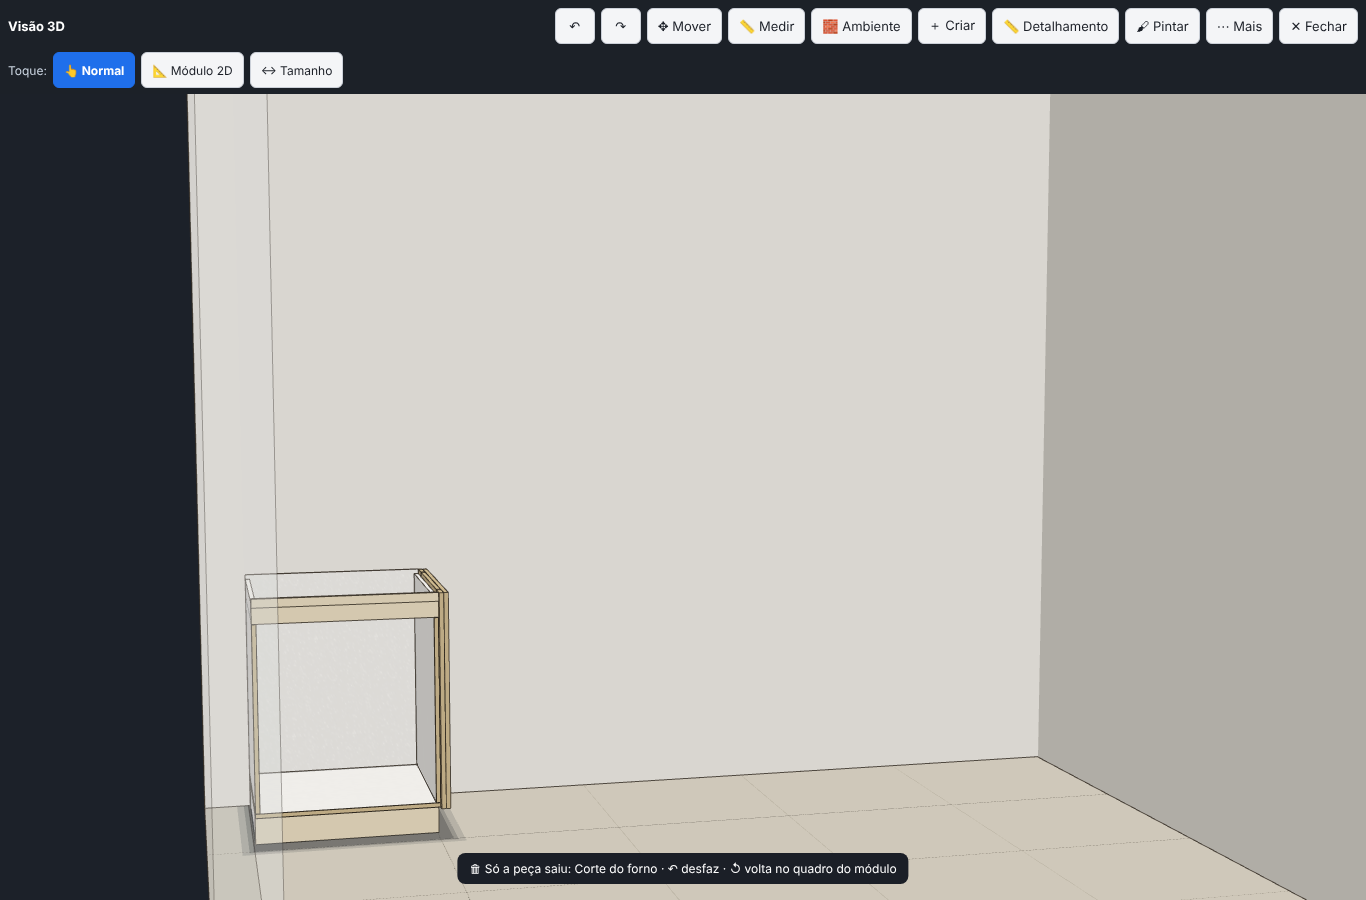 Visão 3D
↶ ↷ ✥ Mover 📏 Medir 🧱 Ambiente + Criar 📏 Detalhamento 🖌 Pintar ··· Mais ✕ Fechar
Toque: 👆 Normal 📐 Módulo 2D ↔ Tamanho
🗑 Só a peça saiu: Corte do forno · ↶ desfaz · ↺ volta no quadro do módulo